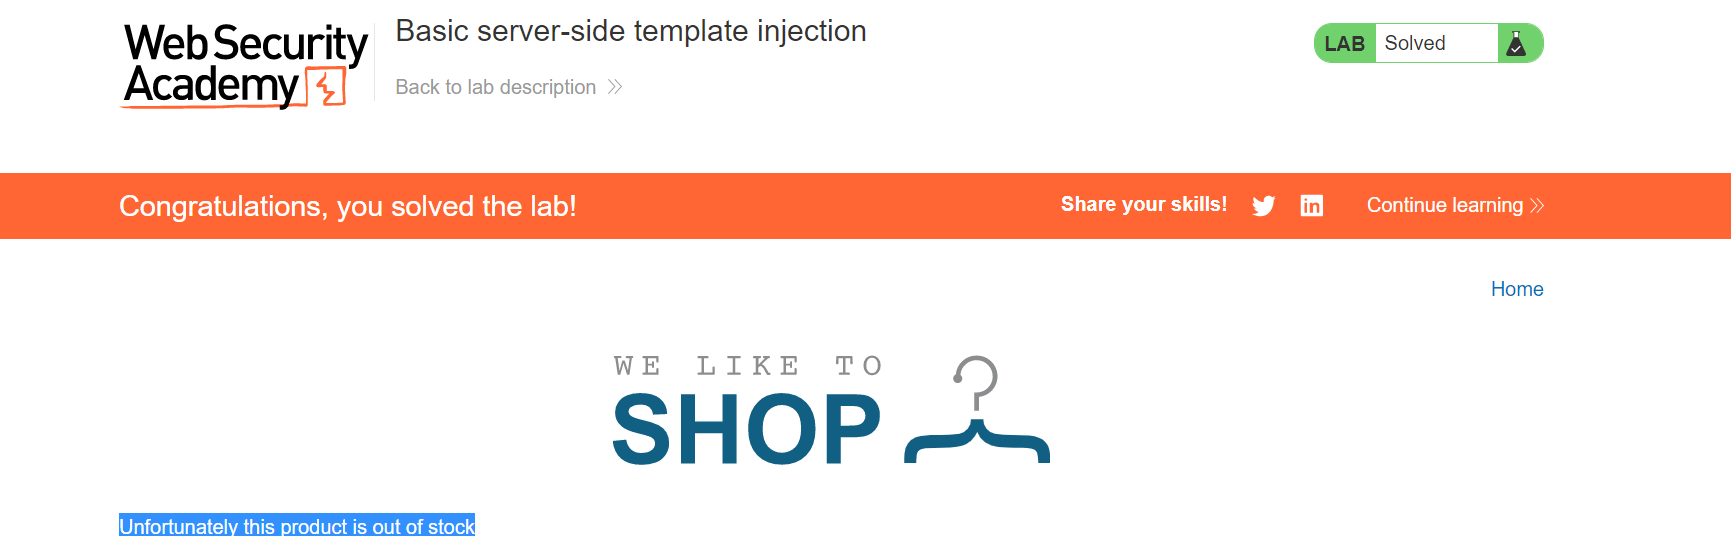 Web Security
Academy
Basic server-side template injection
Back to lab description
LAB Solved
Congratulations, you solved the lab!
Share your skills!
Continue learning
Home
WE LIKE TO
SHOP
Unfortunately this product is out of stock